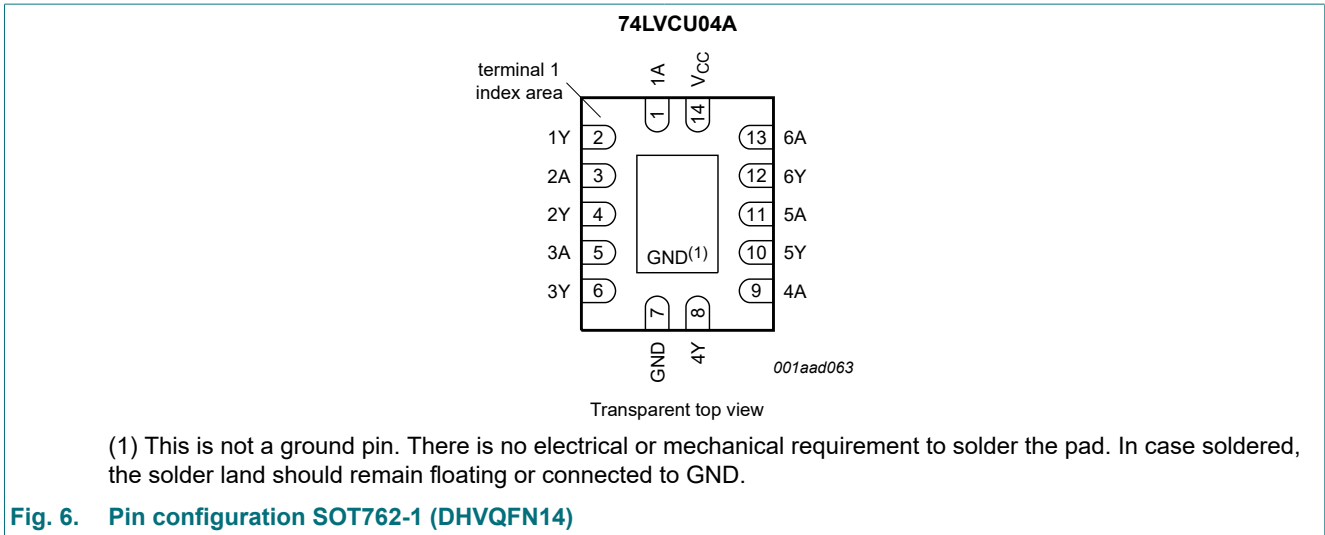 74LVCU04A
terminal 1
index area
1A
VCC
1
14
1Y 2
13 6A
2A 3
12 6Y
2Y 4
11 5A
3A 5
GND(1)
10 5Y
3Y 6
9 4A
7
8
GND
4Y
001aad063
Transparent top view
(1) This is not a ground pin. There is no electrical or mechanical requirement to solder the pad. In case soldered,
the solder land should remain floating or connected to GND.
Fig. 6. Pin configuration SOT762-1 (DHVQFN14)